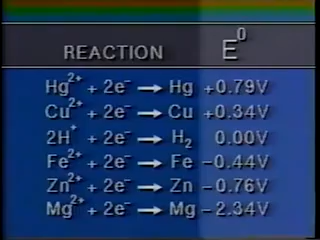 REACTION E⁰
Hg²⁺ + 2e⁻ → Hg +0.79V
Cu²⁺ + 2e⁻ → Cu +0.34V
2H⁺ + 2e⁻ → H₂ 0.00V
Fe²⁺ + 2e⁻ → Fe −0.44V
Zn²⁺ + 2e⁻ → Zn −0.76V
Mg²⁺ + 2e⁻ → Mg −2.34V